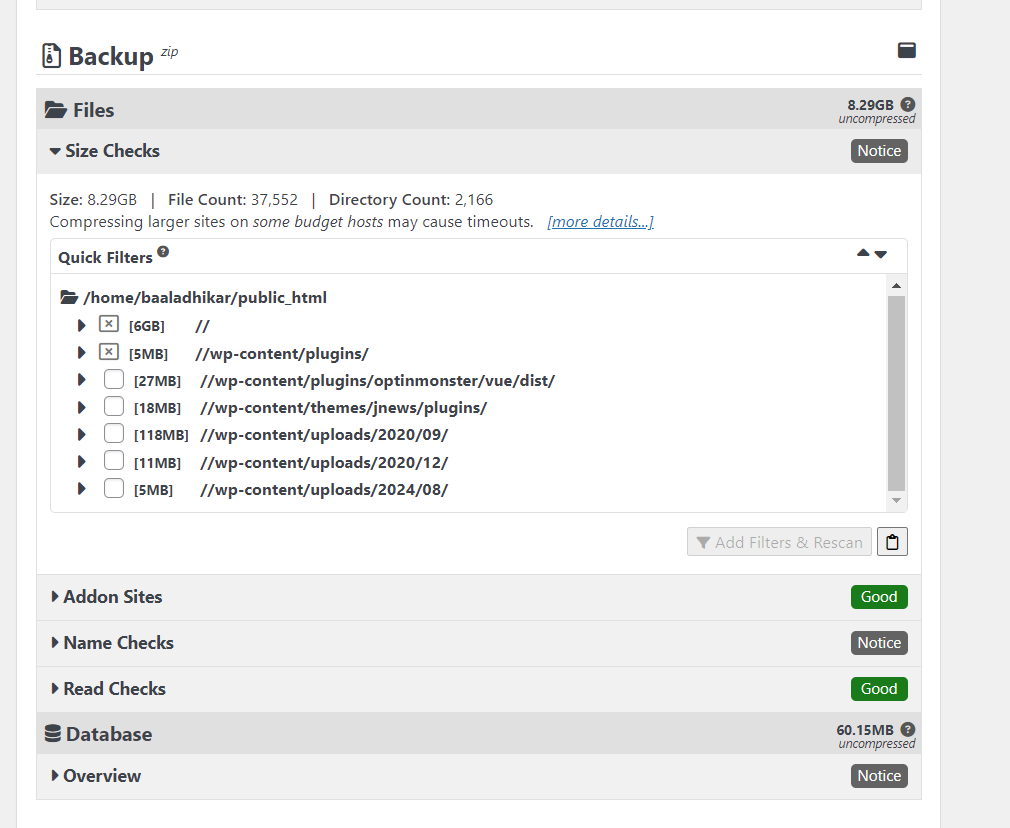 Backup zip
Files
8.29GB
uncompressed
Size Checks
Notice
Size: 8.29GB | File Count: 37,552 | Directory Count: 2,166
Compressing larger sites on some budget hosts may cause timeouts. [more details...]
Quick Filters
/home/baaladhikar/public_html
[6GB] //
[5MB] //wp-content/plugins/
[27MB] //wp-content/plugins/optinmonster/vue/dist/
[18MB] //wp-content/themes/jnews/plugins/
[118MB] //wp-content/uploads/2020/09/
[11MB] //wp-content/uploads/2020/12/
[5MB] //wp-content/uploads/2024/08/
Add Filters & Rescan
Addon Sites
Good
Name Checks
Notice
Read Checks
Good
Database
60.15MB
uncompressed
Overview
Notice